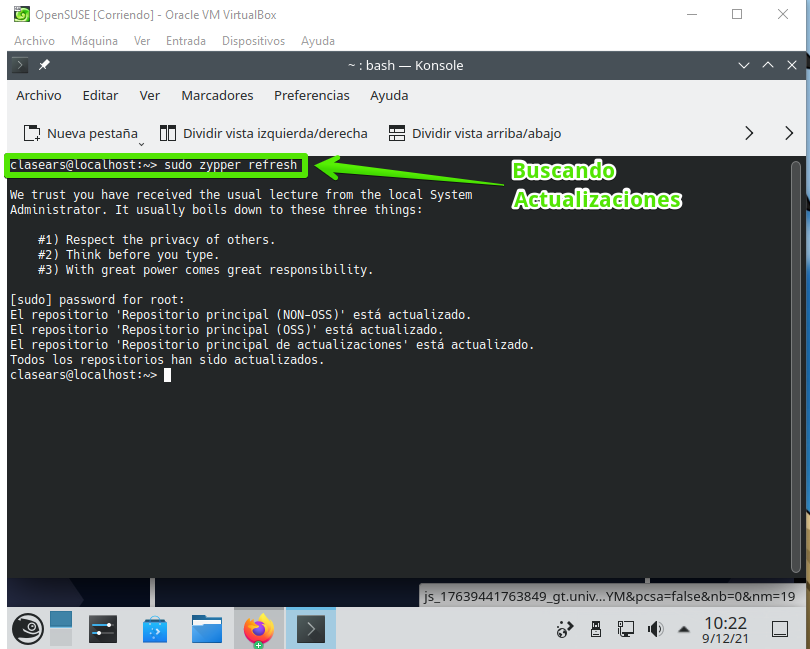 OpenSUSE [Corriendo] - Oracle VM VirtualBox
Archivo Máquina Ver Entrada Dispositivos Ayuda
~ : bash — Konsole
Archivo Editar Ver Marcadores Preferencias Ayuda
Nueva pestaña Dividir vista izquierda/derecha Dividir vista arriba/abajo
clasears@localhost:~> sudo zypper refresh
Buscando
Actualizaciones
We trust you have received the usual lecture from the local System
Administrator. It usually boils down to these three things:
#1) Respect the privacy of others.
#2) Think before you type.
#3) With great power comes great responsibility.
[sudo] password for root:
El repositorio 'Repositorio principal (NON-OSS)' está actualizado.
El repositorio 'Repositorio principal (OSS)' está actualizado.
El repositorio 'Repositorio principal de actualizaciones' está actualizado.
Todos los repositorios han sido actualizados.
clasears@localhost:~>
js_17639441763849_gt.univ...YM&pcsa=false&nb=0&nm=19
10:22
9/12/21